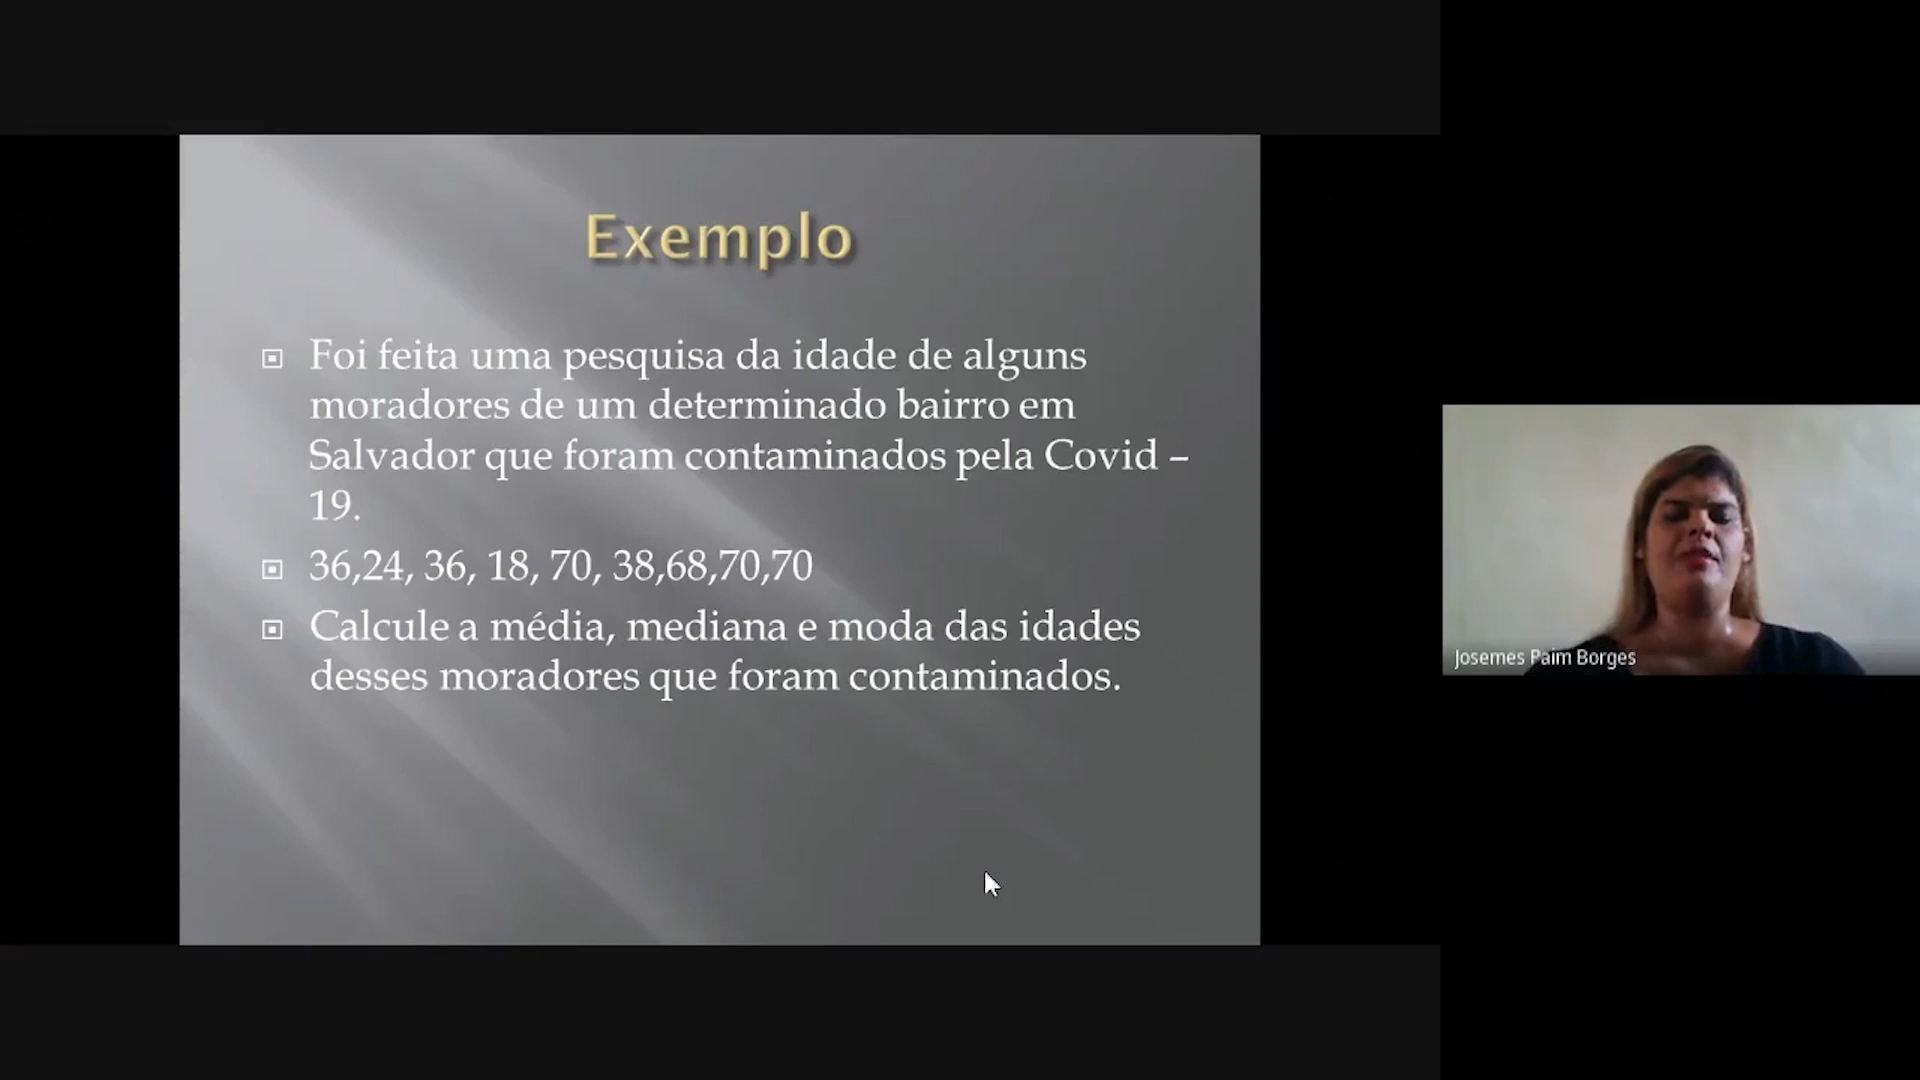 Exemplo
Foi feita uma pesquisa da idade de alguns
moradores de um determinado bairro em
Salvador que foram contaminados pela Covid –
19.
36,24, 36, 18, 70, 38,68,70,70
Calcule a média, mediana e moda das idades
desses moradores que foram contaminados.
Josemes Paim Borges